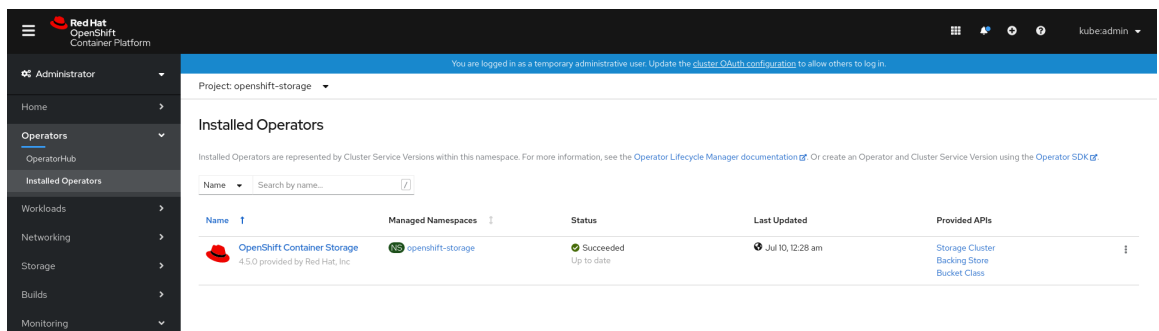 Red Hat
OpenShift
Container Platform
kube:admin
Administrator
You are logged in as a temporary administrative user. Update the cluster OAuth configuration to allow others to log in.
Project: openshift-storage
Home
Operators
OperatorHub
Installed Operators
Workloads
Networking
Storage
Builds
Monitoring
Installed Operators
Installed Operators are represented by Cluster Service Versions within this namespace. For more information, see the Operator Lifecycle Manager documentation. Or create an Operator and Cluster Service Version using the Operator SDK.
Name Search by name... /
Name Managed Namespaces Status Last Updated Provided APIs
OpenShift Container Storage NS openshift-storage Succeeded Jul 10, 12:28 am Storage Cluster
4.5.0 provided by Red Hat, Inc Up to date Backing Store
Bucket Class